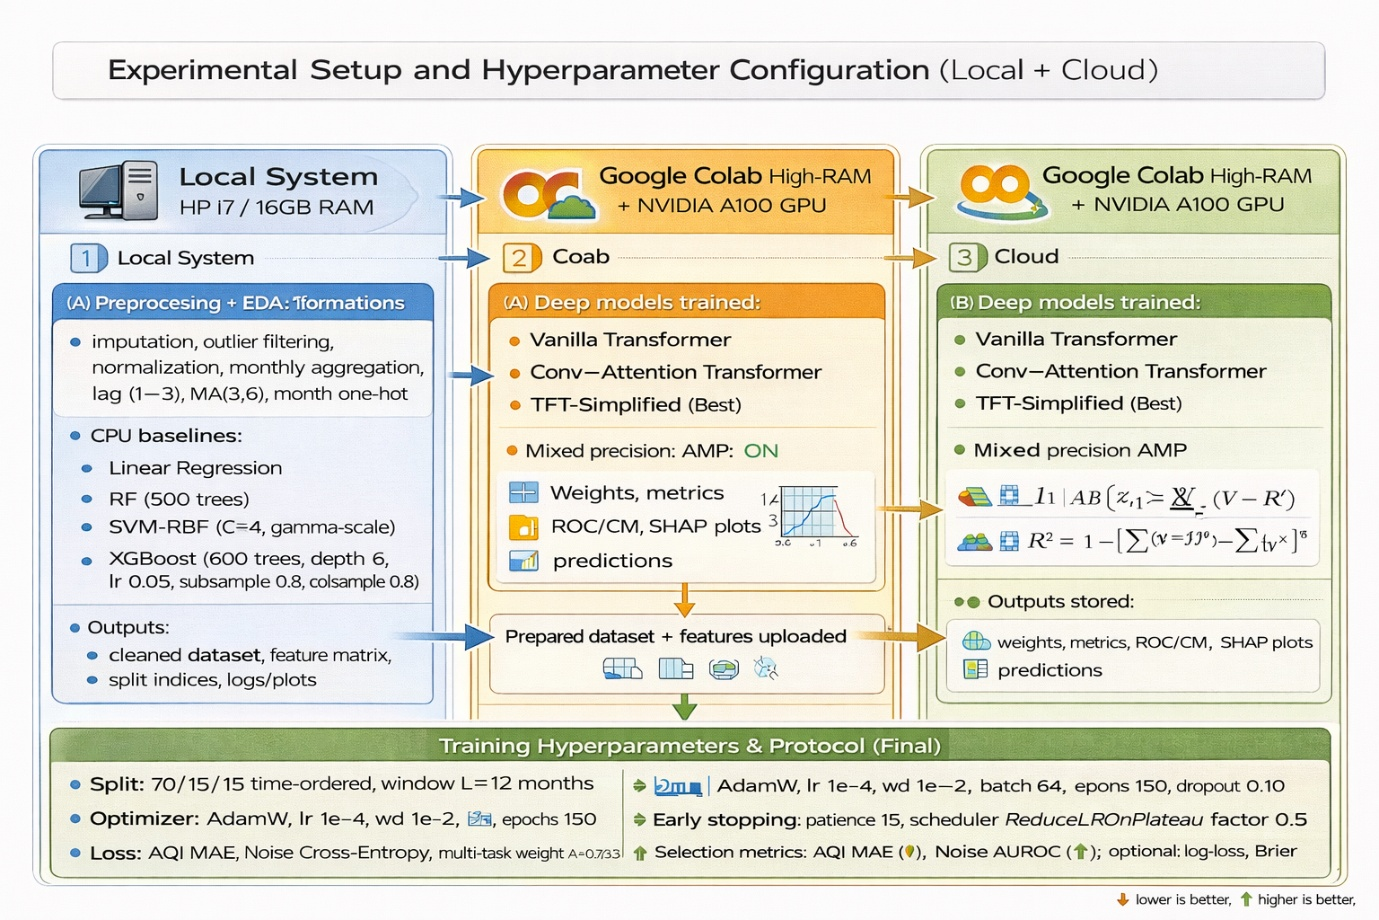 Experimental Setup and Hyperparameter Configuration (Local + Cloud)
Local System
HP i7 / 16GB RAM
1 Local System
(A) Preprocesing + EDA:
imputation, outlier filtering,
normalization, monthly aggregation,
lag (1—3), MA(3,6), month one-hot
CPU baselines:
Linear Regression
RF (500 trees)
SVM-RBF (C=4, gamma-scale)
XGBoost (600 trees, depth 6,
lr 0.05, subsample 0.8, colsample 0.8)
Outputs:
cleaned dataset, feature matrix,
split indices, logs/plots
Google Colab High-RAM
+ NVIDIA A100 GPU
2 Coab
(A) Deep models trained:
Vanilla Transformer
Conv—Attention Transformer
TFT-Simplified (Best)
Mixed precision: AMP: ON
Weights, metrics
ROC/CM, SHAP plots
predictions
Prepared dataset + features uploaded
Google Colab High-RAM
+ NVIDIA A100 GPU
3 Cloud
(B) Deep models trained:
Vanilla Transformer
Conv—Attention Transformer
TFT-Simplified (Best)
Mixed precision AMP
(V – R′)
R² = 1 –
Outputs stored:
weights, metrics, ROC/CM, SHAP plots
predictions
Training Hyperparameters & Protocol (Final)
Split: 70/15/15 time-ordered, window L=12 months
Optimizer: AdamW, lr 1e–4, wd 1e–2, epochs 150
Loss: AQI MAE, Noise Cross-Entropy, multi-task weight
AdamW, lr 1e–4, wd 1e—2, batch 64, epons 150, dropout 0.10
Early stopping: patience 15, scheduler ReduceLROnPlateau factor 0.5
Selection metrics: AQI MAE (), Noise AUROC (↑); optional: log-loss, Brier
↓ lower is better, ↑ higher is better,